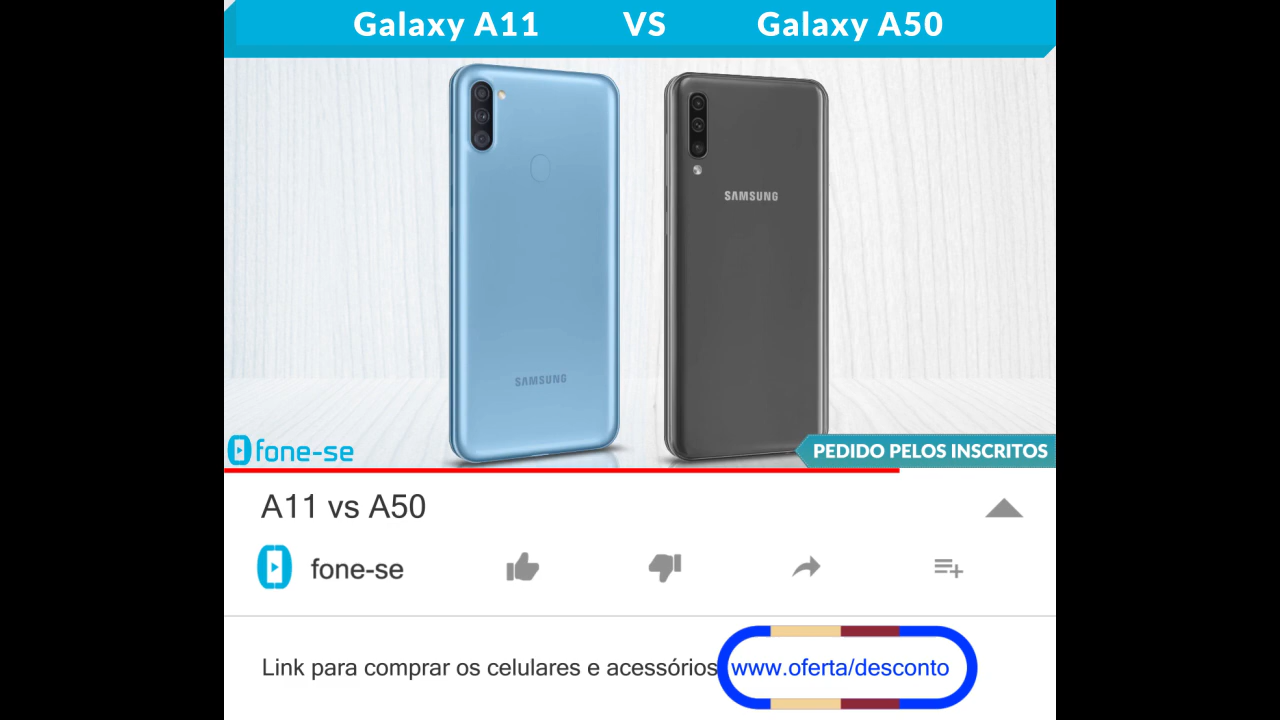 Galaxy A11 VS Galaxy A50
SAMSUNG
SAMSUNG
fone-se
PEDIDO PELOS INSCRITOS
A11 vs A50
fone-se
Link para comprar os celulares e acessórios www.oferta/desconto